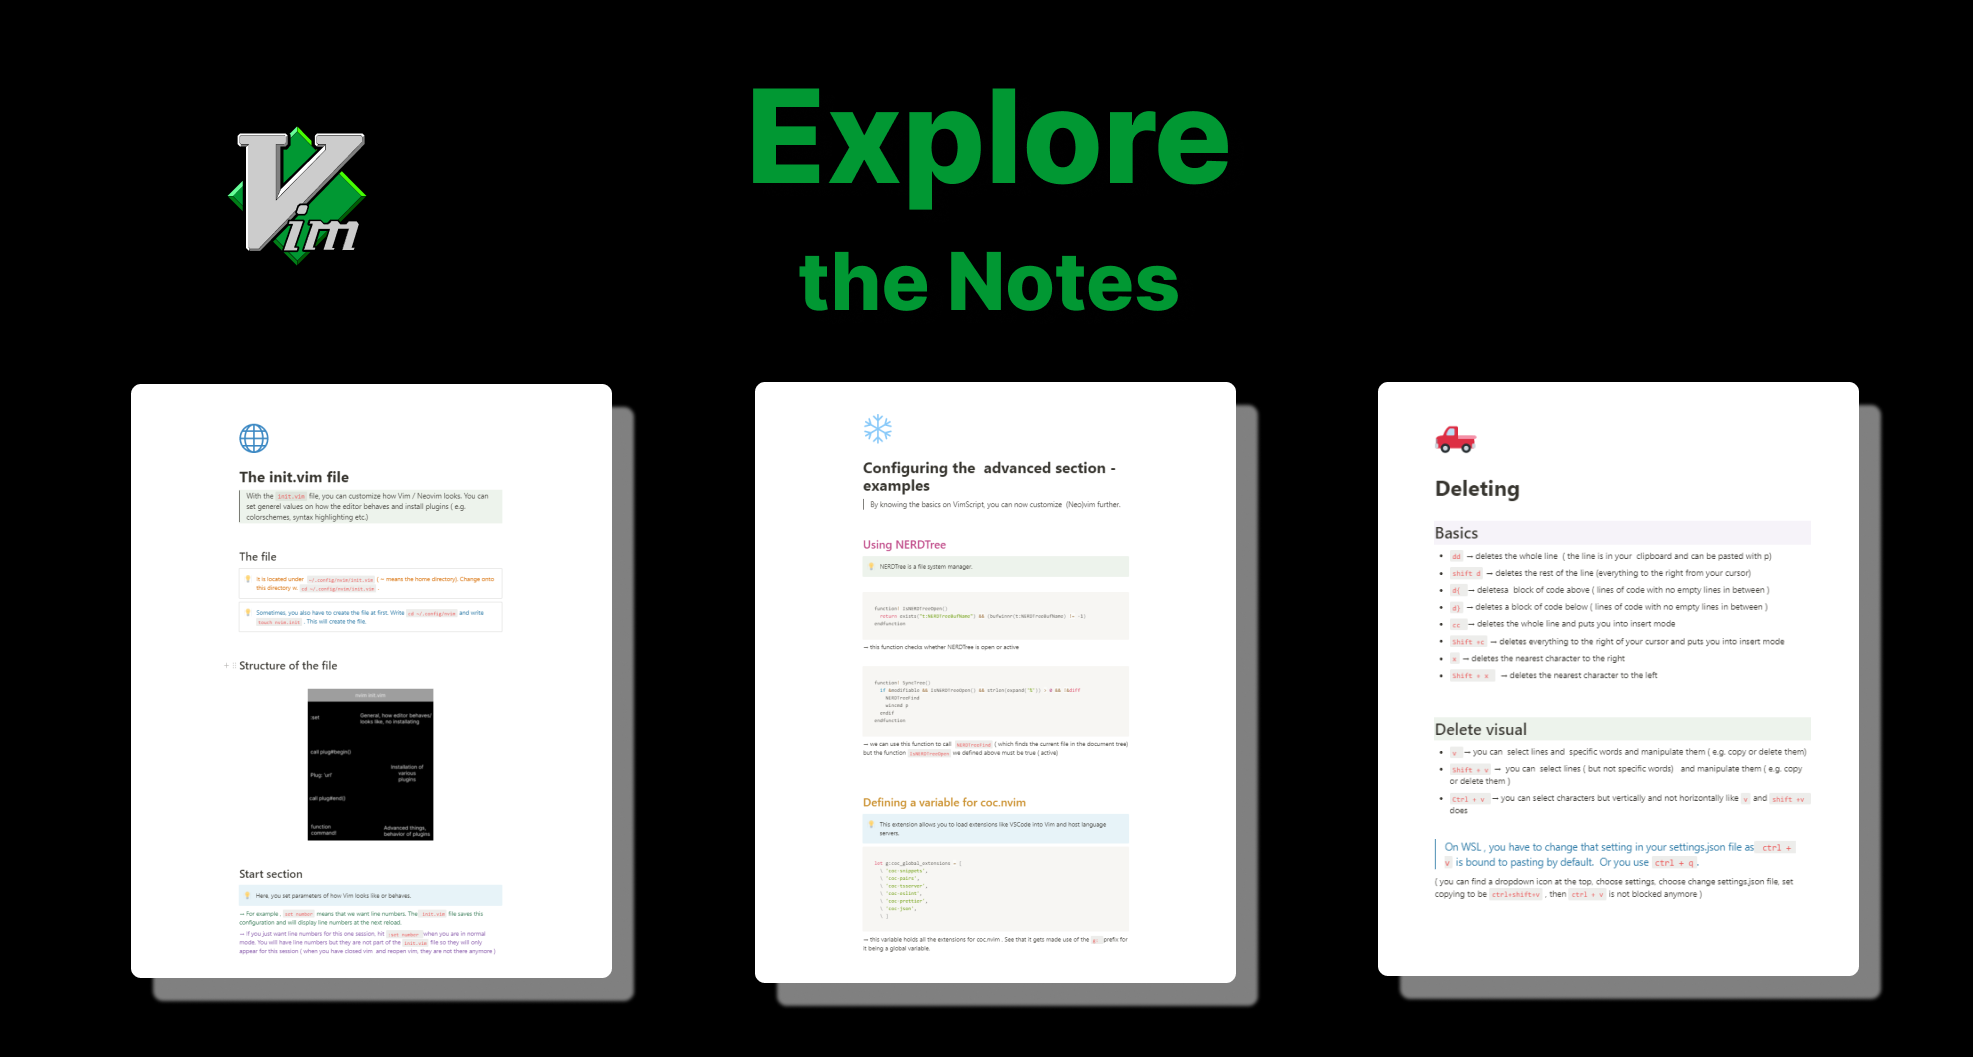 Vim
Explore
the Notes
The init.vim file
With the init.vim file, you can customize how Vim / Neovim looks. You can
set generel values on how the editor behaves and install plugins ( e.g.
colorschemes, syntax highlighting etc.)
The file
It is located under ~/.config/nvim/init.vim ( ~ means the home directory). Change onto
this directory w. cd ~/.config/nvim/init.vim .
Sometimes, you also have to create the file at first. Write cd ~/.config/nvim and write
touch nvim.init . This will create the file.
Structure of the file
:set
General, how editor behaves/
looks like, no installating
call plug#begin()
Installation of
various
plugins
Plug: 'url'
call plug#end()
function
command!
Advanced things,
behavior of plugins
Start section
Here, you set paramaters of how Vim looks like or behaves.
→ For example , set number means that we want line numbers. The init.vim file saves this
configuration and will display line numbers at the next reload.
→ If you just want line numbers for this one session, hit :set number when you are in normal
mode. You will have line numbers but they are not part of the init.vim file so they will only
appear for this session ( when you have closed vim and reopen vim, they are not there anymore )
Configuring the advanced section -
examples
By knowing the basics on VimScript, you can now customize (Neo)vim further.
Using NERDTree
NERDTree is a file system manager.
function! IsNERDTreeOpen()
return exists("t:NERDTreeBufName") && (bufwinnr(t:NERDTreeBufName) != -1)
endfunction
→ this function checks whether NERDTree is open or active
function! SyncTree()
if &modifiable && IsNERDTreeOpen() && strlen(expand('%')) > 0 && !&diff
NERDTreeFind
wincmd p
endif
endfunction
→ we can use this function to call NERDTreeFind ( which finds the current file in the document tree)
but the function IsNERDTreeOpen we defined above must be true ( active)
Defining a variable for coc.nvim
This extension allows you to load extensions like VSCode into Vim and host language
servers.
let g:coc_global_extensions = [
\ 'coc-snippets',
\ 'coc-pairs',
\ 'coc-tsserver',
\ 'coc-eslint',
\ 'coc-prettier',
\ 'coc-json',
\ ]
→ this variable holds all the extensions for coc.nvim . See that it gets made use of the g: prefix for
it being a global variable.
Deleting
Basics
• dd → deletes the whole line ( the line is in your clipboard and can be pasted with p)
• shift d → deletes the rest of the line (everything to the right from your cursor)
• d{ → deletesa block of code above ( lines of code with no empty lines in between )
• d} → deletes a block of code below ( lines of code with no empty lines in between )
• cc → deletes the whole line and puts you into insert mode
• Shift +c → deletes everything to the right of your cursor and puts you into insert mode
• x → deletes the nearest character to the right
• Shift + x → deletes the nearest character to the left
Delete visual
• v → you can select lines and specific words and manipulate them ( e.g. copy or delete them)
• Shift + v → you can select lines ( but not specific words) and manipulate them ( e.g. copy
or delete them )
• Ctrl + v → you can select characters but vertically and not horizontally like v and shift +v
does
On WSL , you have to change that setting in your settings.json file as ctrl +
v is bound to pasting by default. Or you use ctrl + q .
( you can find a dropdown icon at the top, choose settings, choose change settings.json file, set
copying to be ctrl+shift+v , then ctrl + v is not blocked anymore )